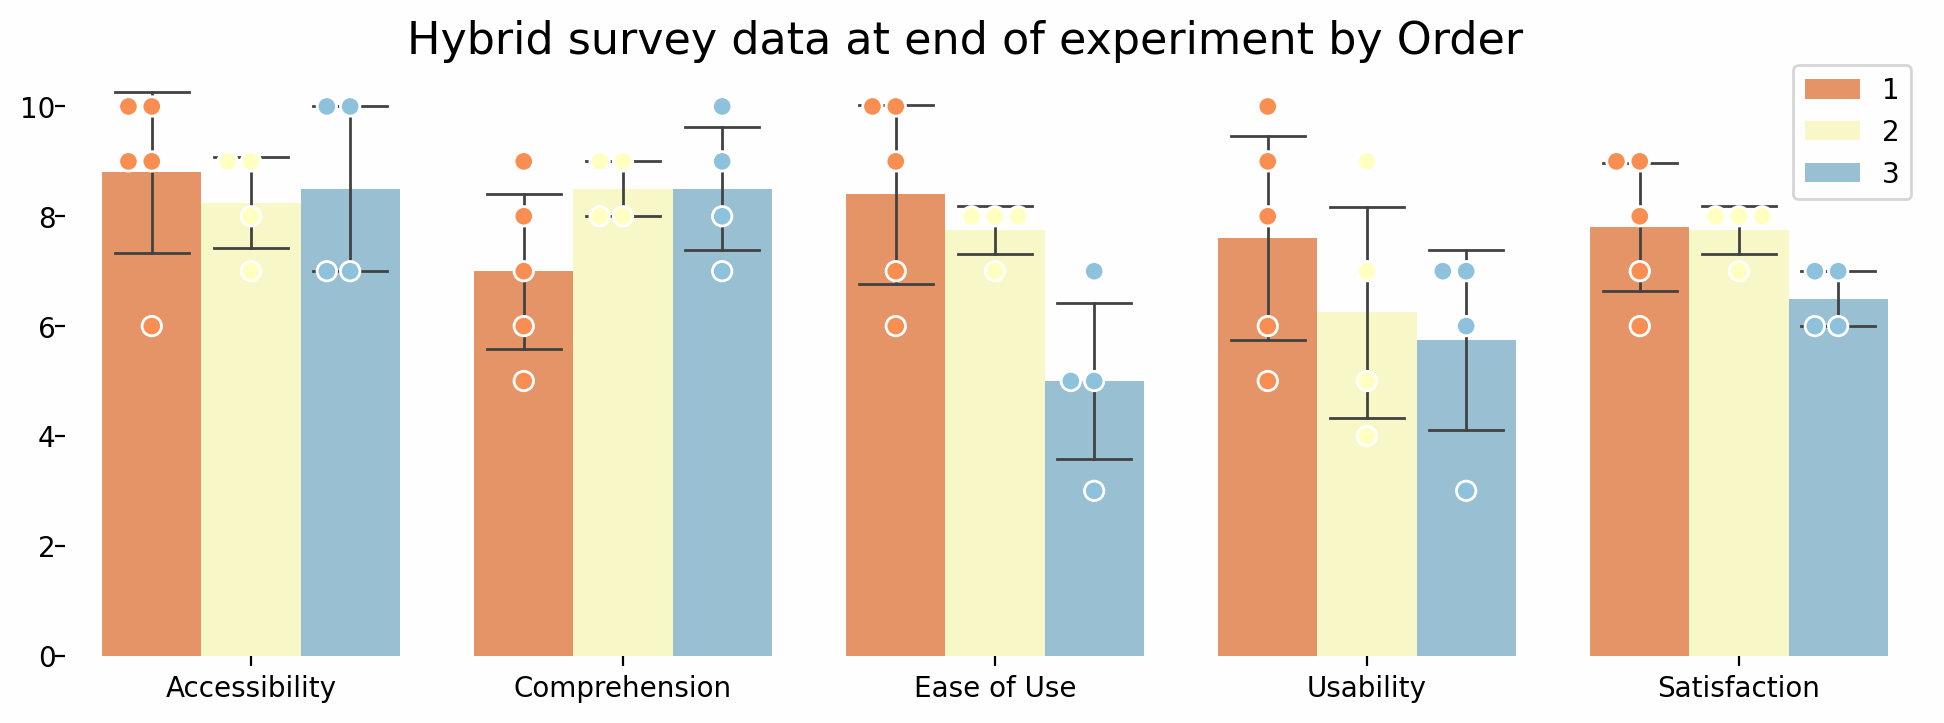 Hybrid survey data at end of experiment by Order
1
2
3
10
8
6
4
2
0
Accessibility
Comprehension
Ease of Use
Usability
Satisfaction